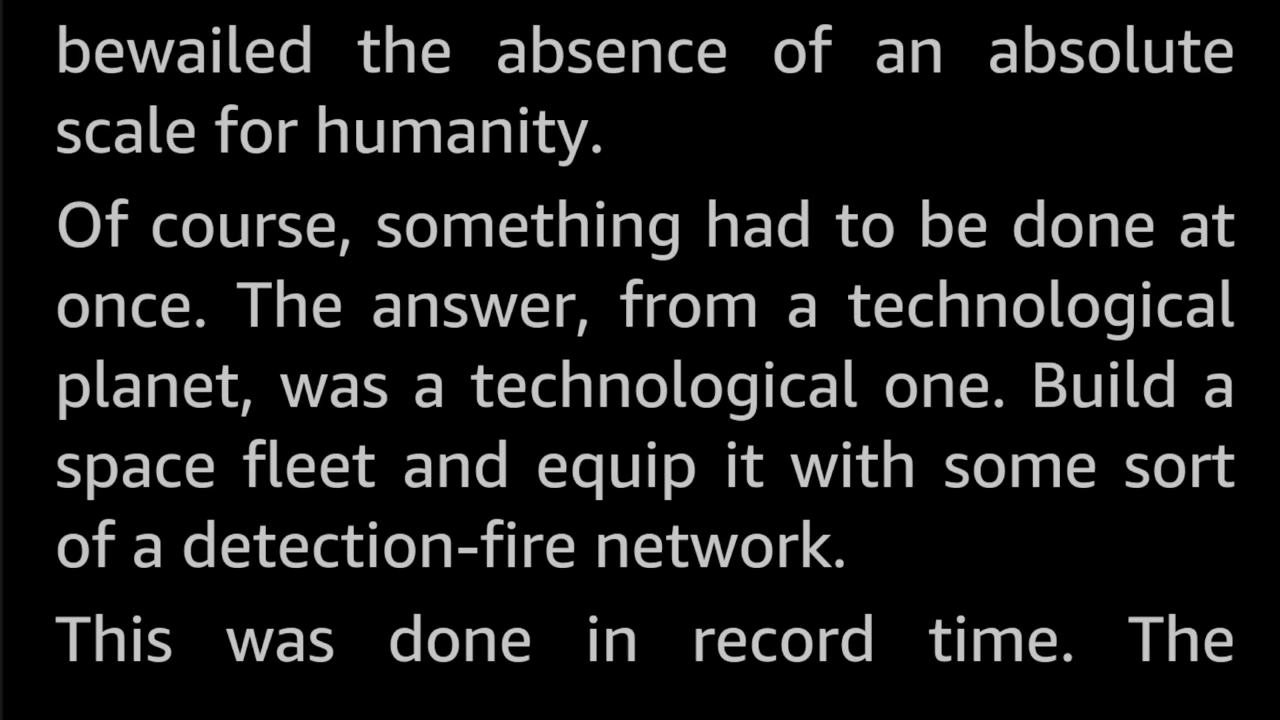 bewailed the absence of an absolute
scale for humanity.
Of course, something had to be done at
once. The answer, from a technological
planet, was a technological one. Build a
space fleet and equip it with some sort
of a detection-fire network.
This was done in record time. The